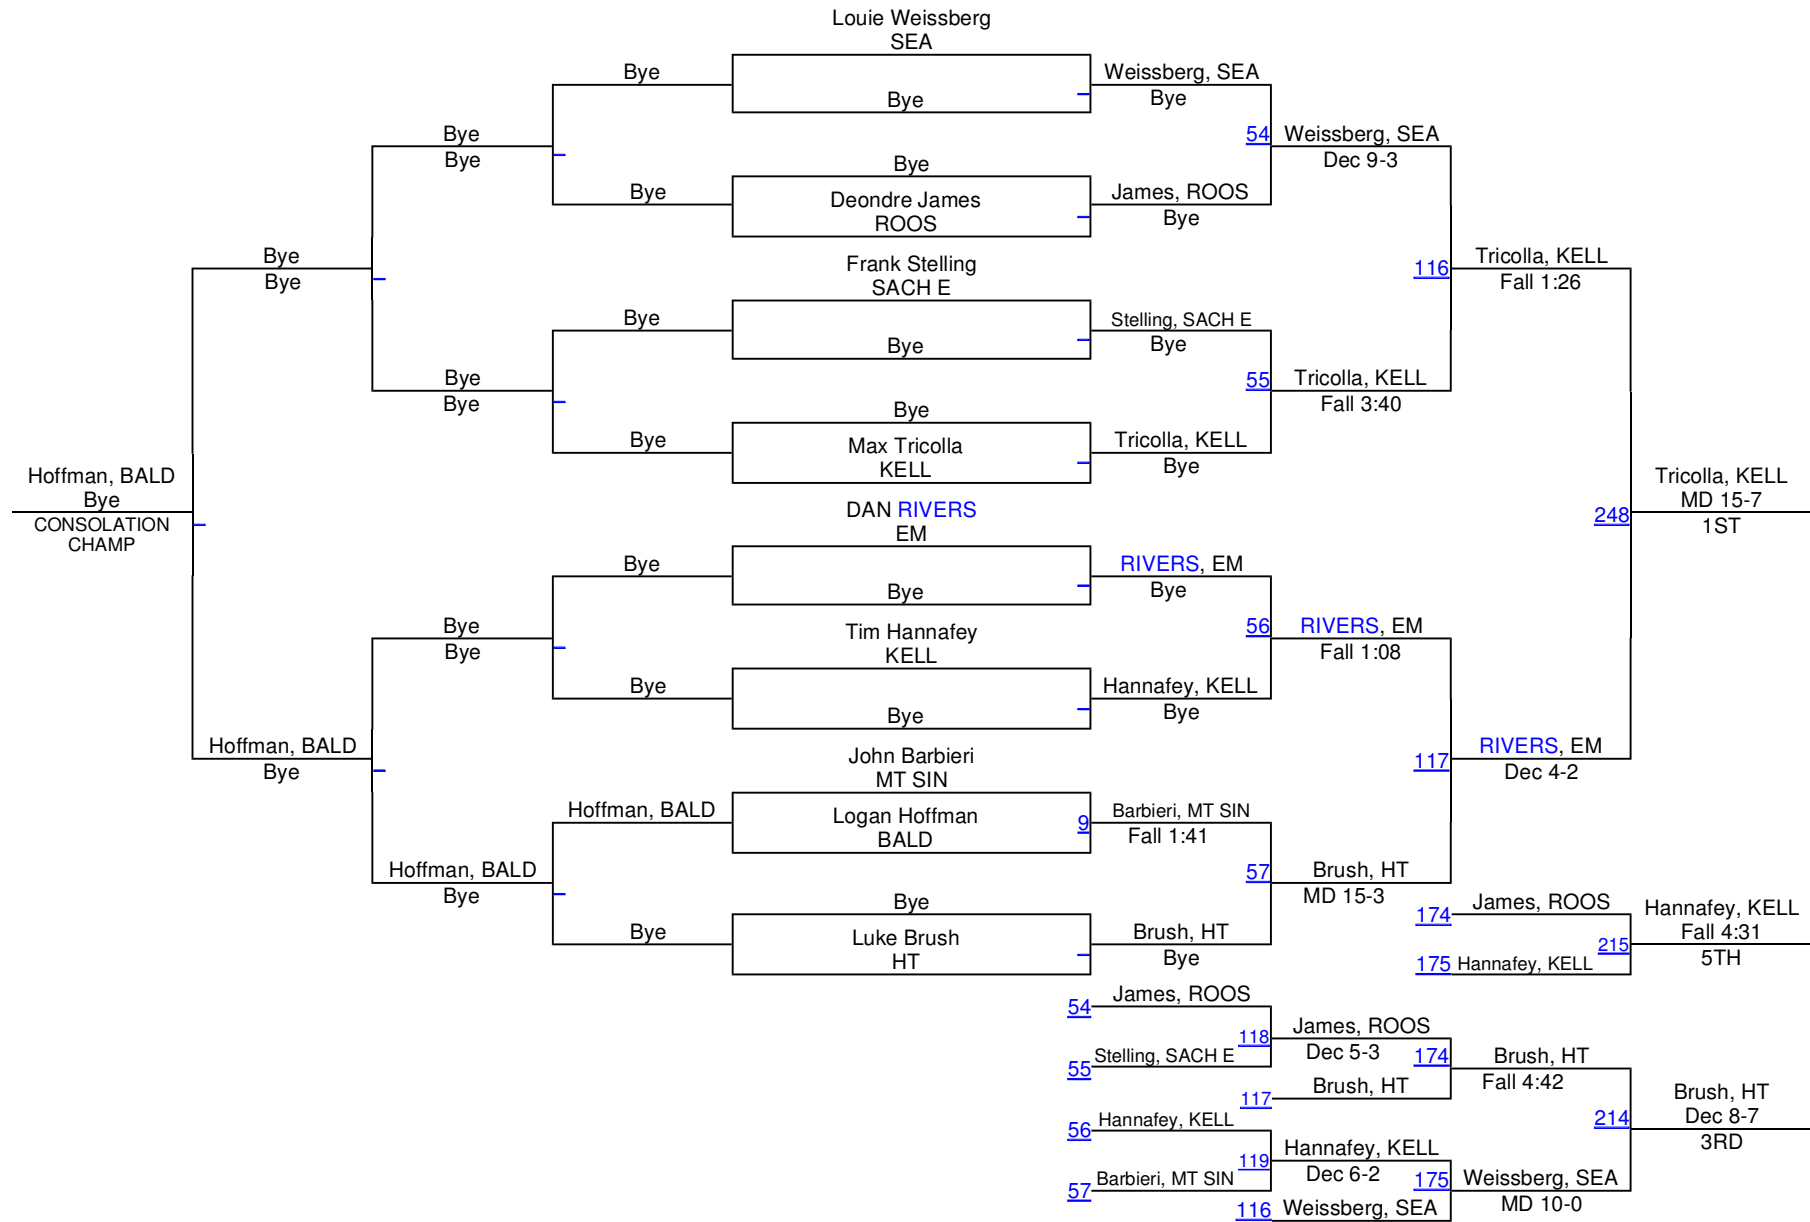 Louie Weissberg
SEA
Bye
Weissberg, SEA
Bye
Bye
Bye
Bye
54
Weissberg, SEA
Dec 9-3
Bye
Bye
Deondre James
ROOS
James, ROOS
Bye
Bye
Bye
Frank Stelling
SACH E
116
Tricolla, KELL
Fall 1:26
Bye
Bye
Stelling, SACH E
Bye
Bye
Bye
55
Tricolla, KELL
Fall 3:40
Bye
Bye
Max Tricolla
KELL
Tricolla, KELL
Bye
Hoffman, BALD
Bye
CONSOLATION
CHAMP
248
Tricolla, KELL
MD 15-7
1ST
DAN RIVERS
EM
Bye
Bye
RIVERS, EM
Bye
Bye
Bye
Tim Hannafey
KELL
56
RIVERS, EM
Fall 1:08
Bye
Bye
Hannafey, KELL
Bye
Hoffman, BALD
Bye
John Barbieri
MT SIN
117
RIVERS, EM
Dec 4-2
Hoffman, BALD
Logan Hoffman
BALD
9
Barbieri, MT SIN
Fall 1:41
Hoffman, BALD
Bye
57
Brush, HT
MD 15-3
Bye
Bye
Luke Brush
HT
Brush, HT
Bye
174
James, ROOS
175
Hannafey, KELL
215
Hannafey, KELL
Fall 4:31
5TH
54
James, ROOS
55
Stelling, SACH E
118
James, ROOS
Dec 5-3
117
Brush, HT
174
Brush, HT
Fall 4:42
56
Hannafey, KELL
57
Barbieri, MT SIN
119
Hannafey, KELL
Dec 6-2
116
Weissberg, SEA
175
Weissberg, SEA
MD 10-0
214
Brush, HT
Dec 8-7
3RD